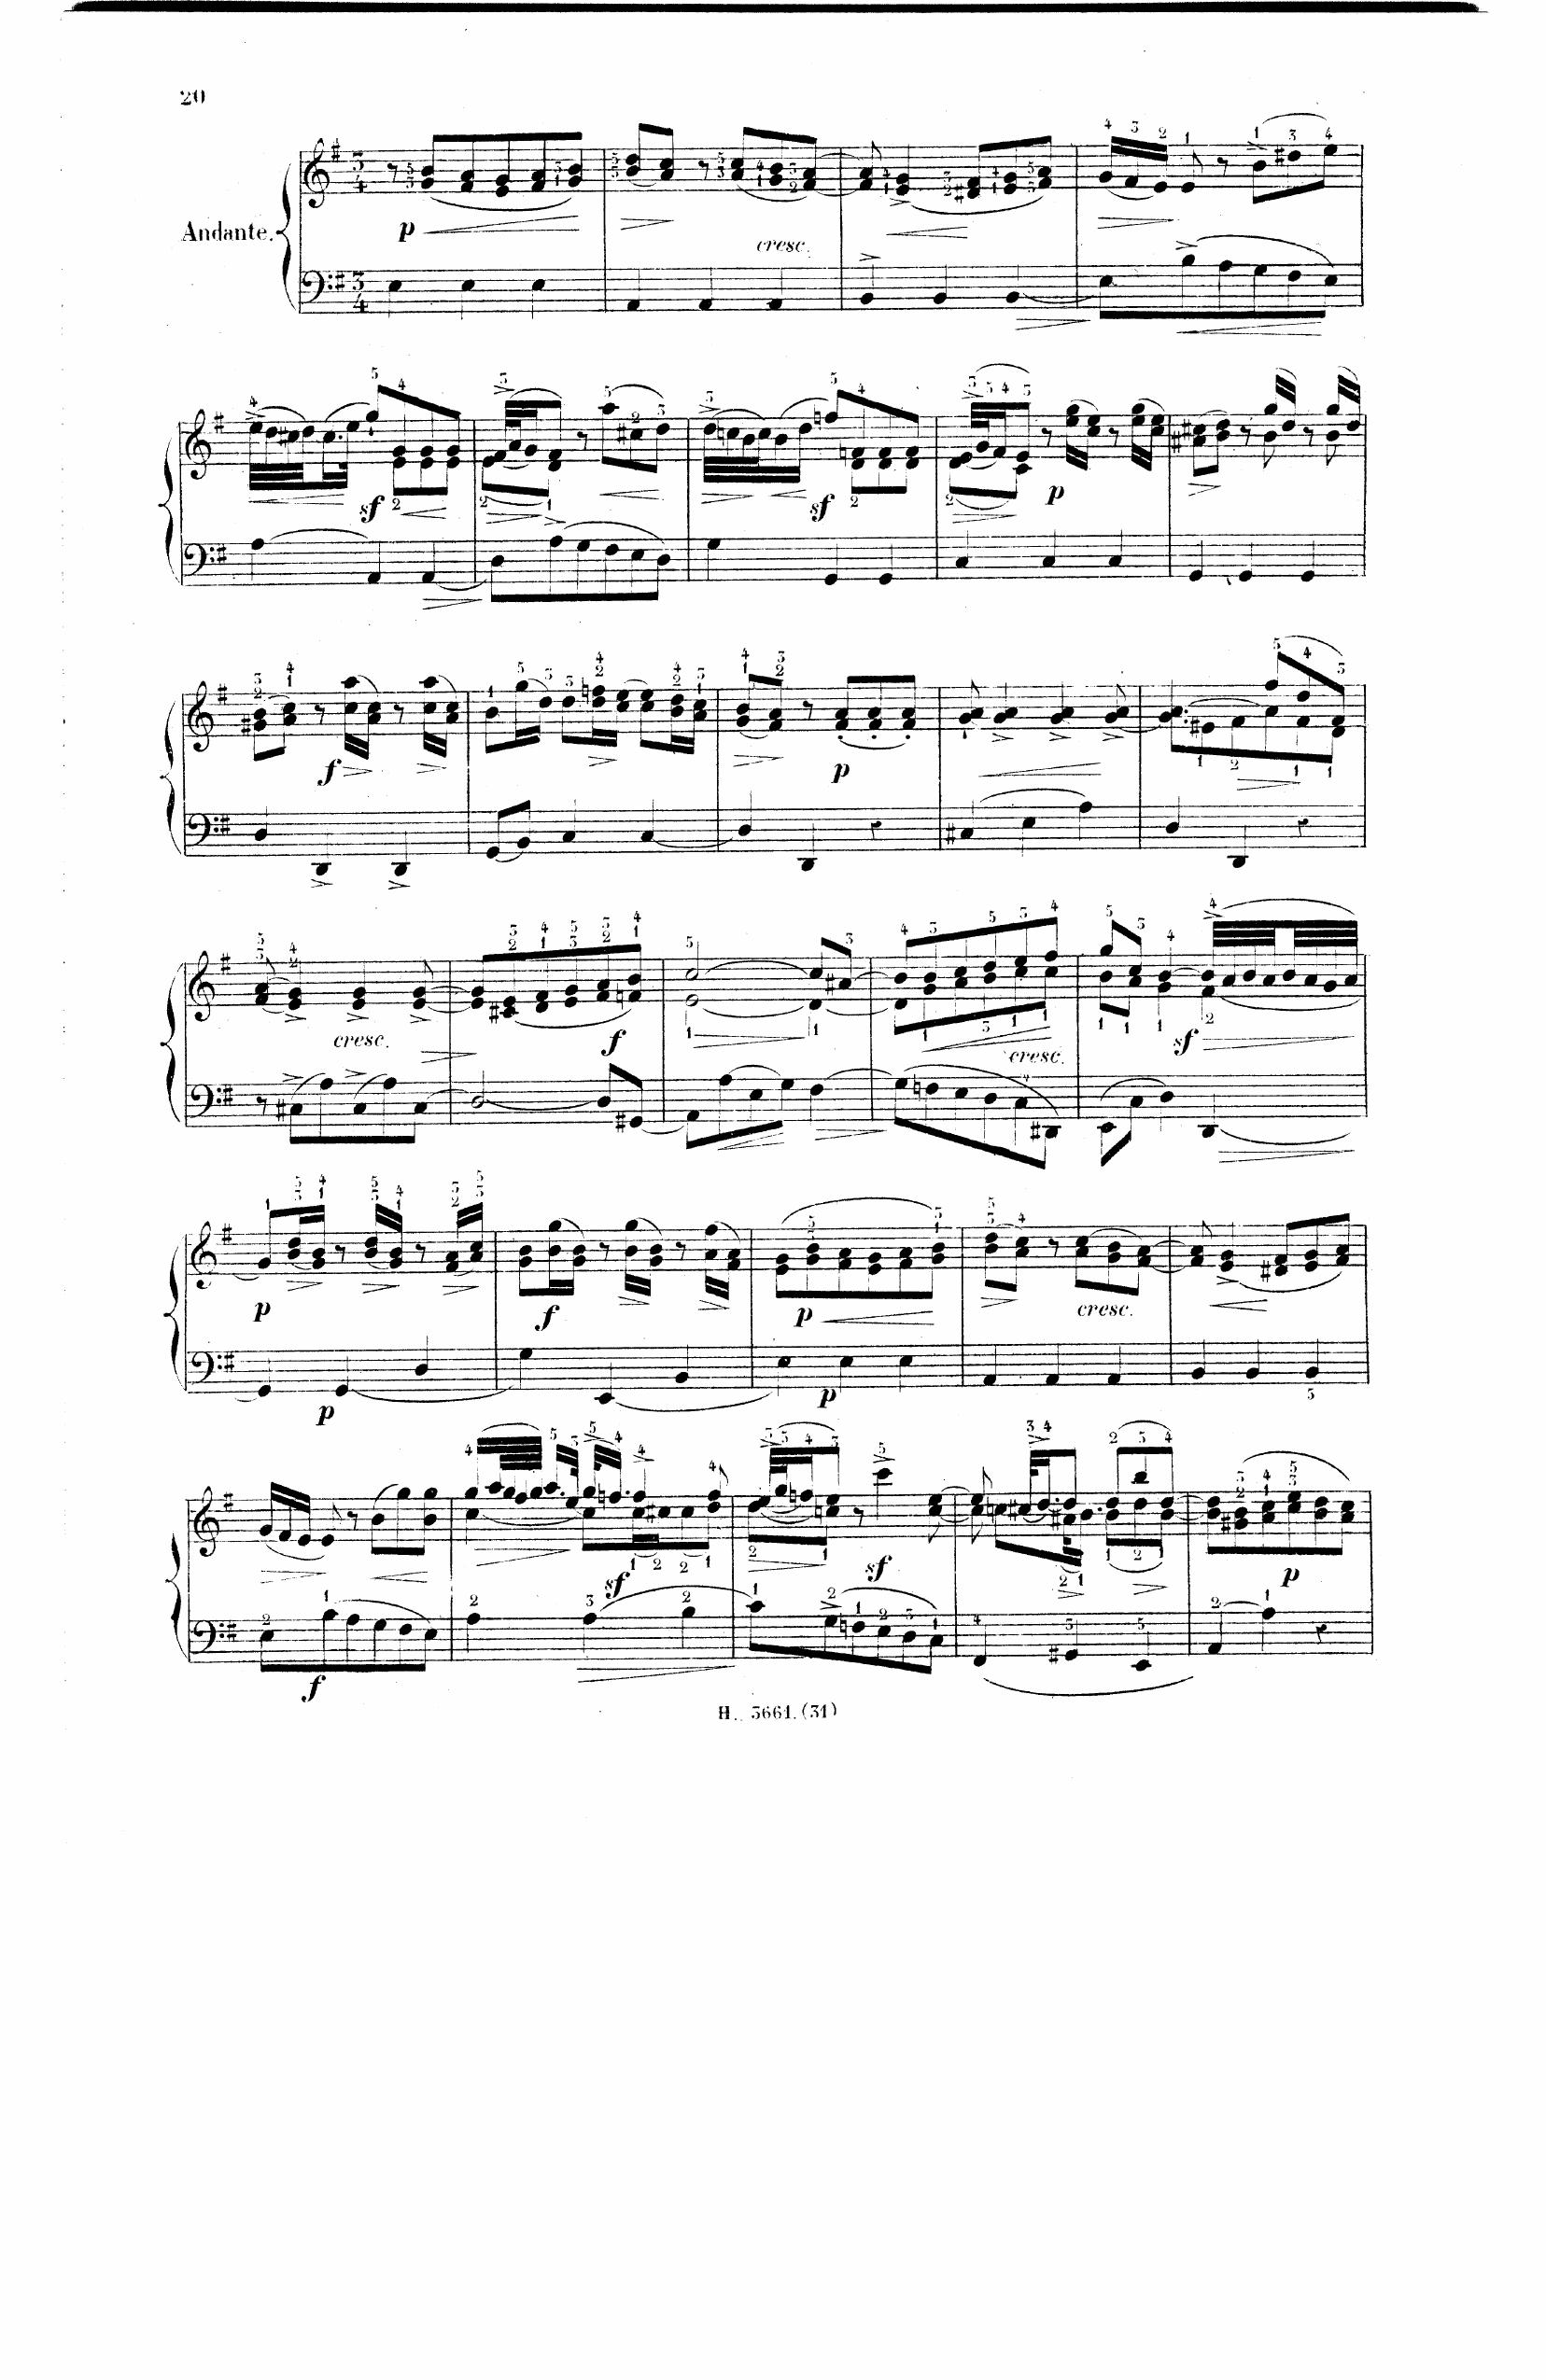 20
Andante.
p
cresc.
sf
sf
p
f
p
cresc.
f
cresc.
sf
p
f
p
cresc.
p
p
sf
sf
p
f
H. 3661. (31)